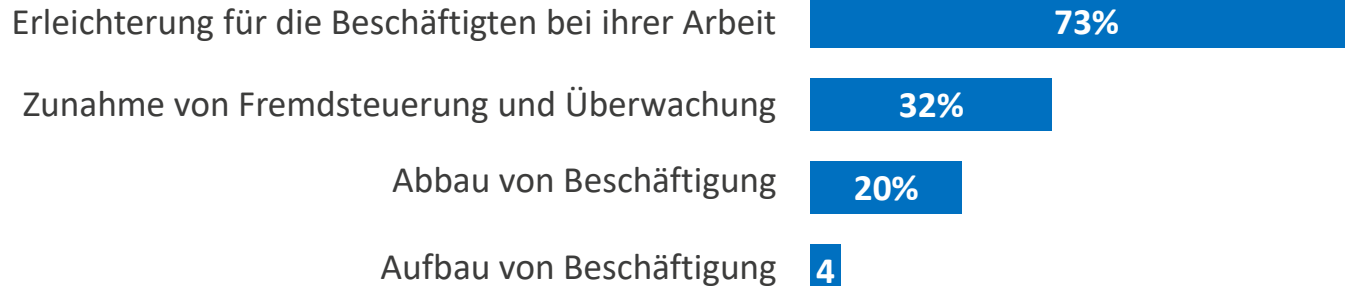 Erleichterung für die Beschäftigten bei ihrer Arbeit 73%
Zunahme von Fremdsteuerung und Überwachung 32%
Abbau von Beschäftigung 20%
Aufbau von Beschäftigung 4